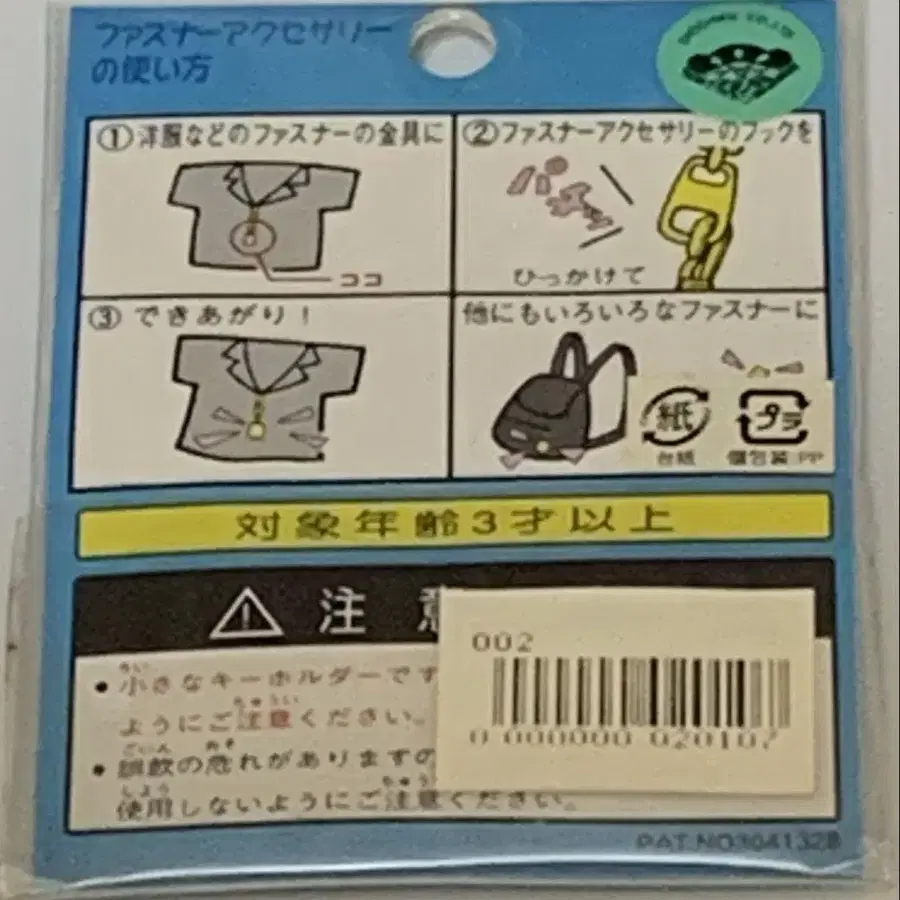 ファスナーアクセサリー
の使い方
①洋服などのファスナーの金具に
ココ
②ファスナーアクセサリーのフックを
パチッ
ひっかけて
③できあがり!
他にもいろいろなファスナーに
紙
台紙
プラ
個包装:PP
対象年齢3才以上
注
002
0 000000 020107
●小さなキーホルダーです
ようにご注意ください。
●誤飲の危れがありますの
使用しないようにご注意ください。
PAT.NO3041328